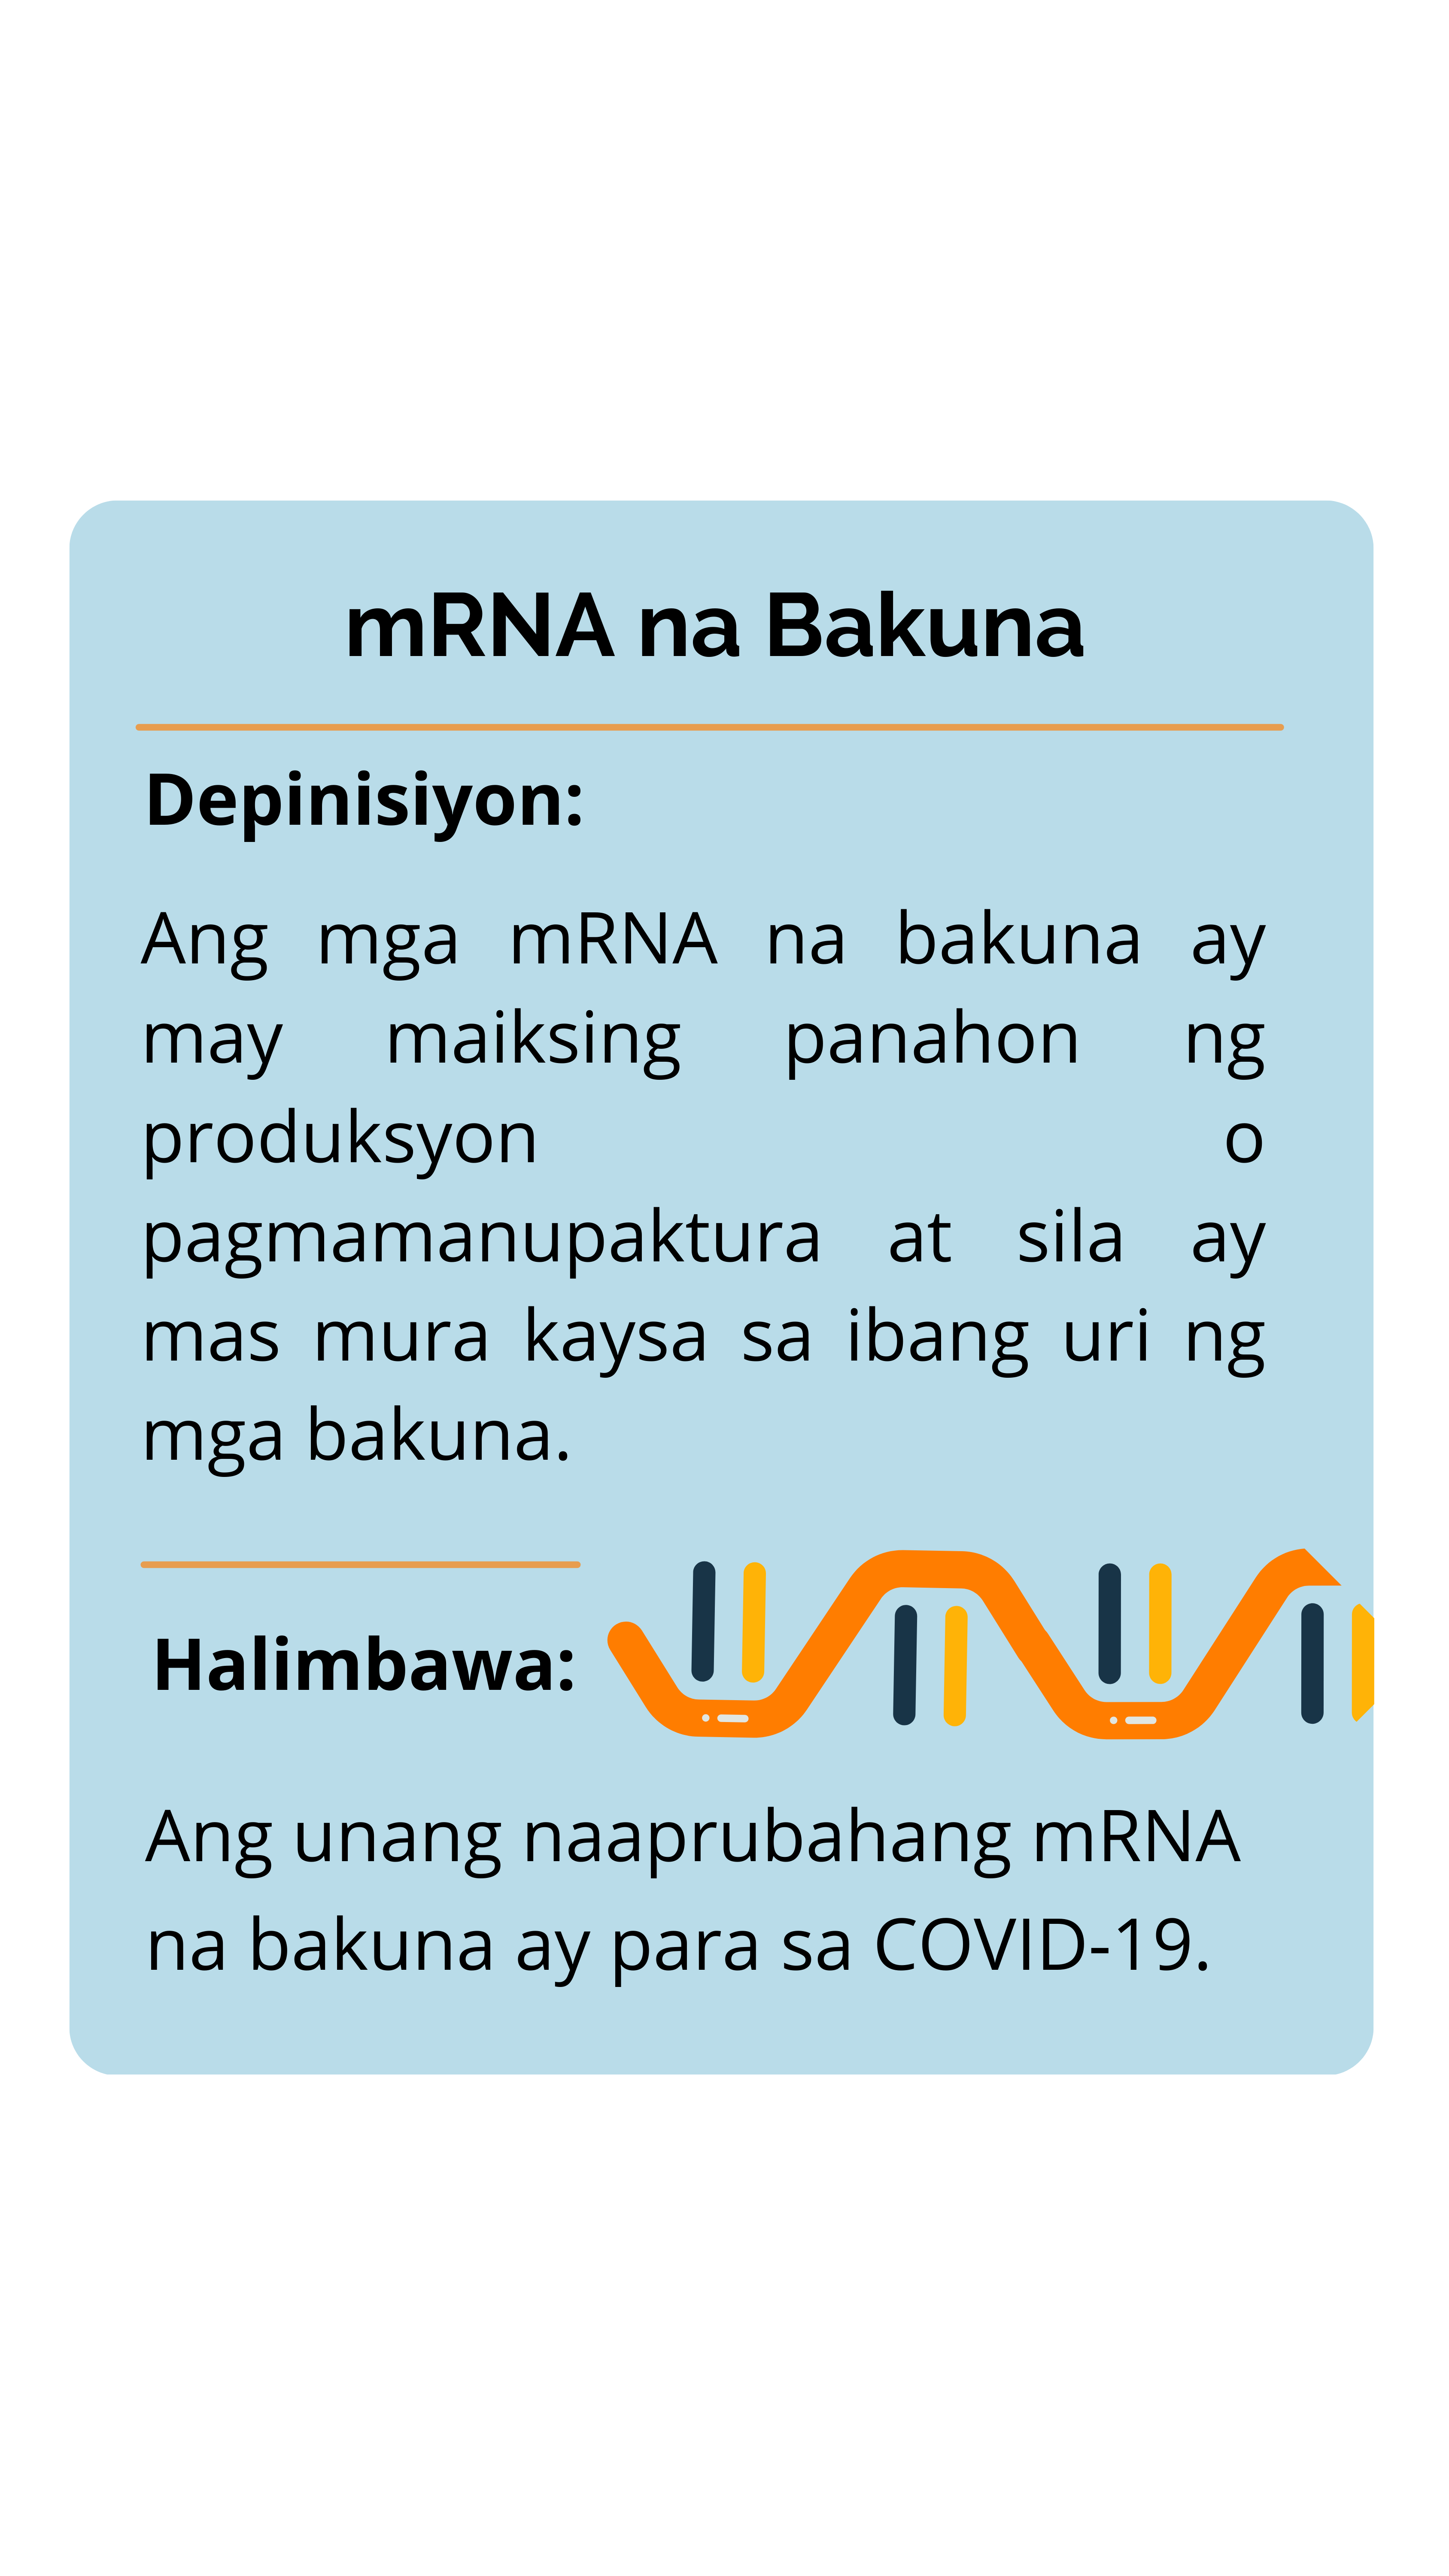 mRNA na Bakuna
Depinisiyon:
Ang mga mRNA na bakuna ay
may maiksing panahon ng
produksyon o
pagmamanupaktura at sila ay
mas mura kaysa sa ibang uri ng
mga bakuna.
Halimbawa:
Ang unang naaprubahang mRNA
na bakuna ay para sa COVID-19.